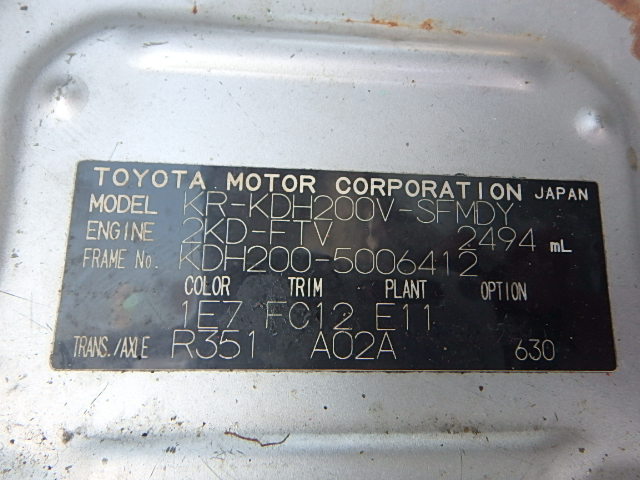 TOYOTA MOTOR CORPORATION JAPAN
MODEL KR-KDH200V-SFMDY
ENGINE 2KD-FTV 2494 mL
FRAME No. KDH200-5006412
COLOR TRIM PLANT OPTION
1E7 FC12 E11
TRANS./AXLE R351 A02A 630